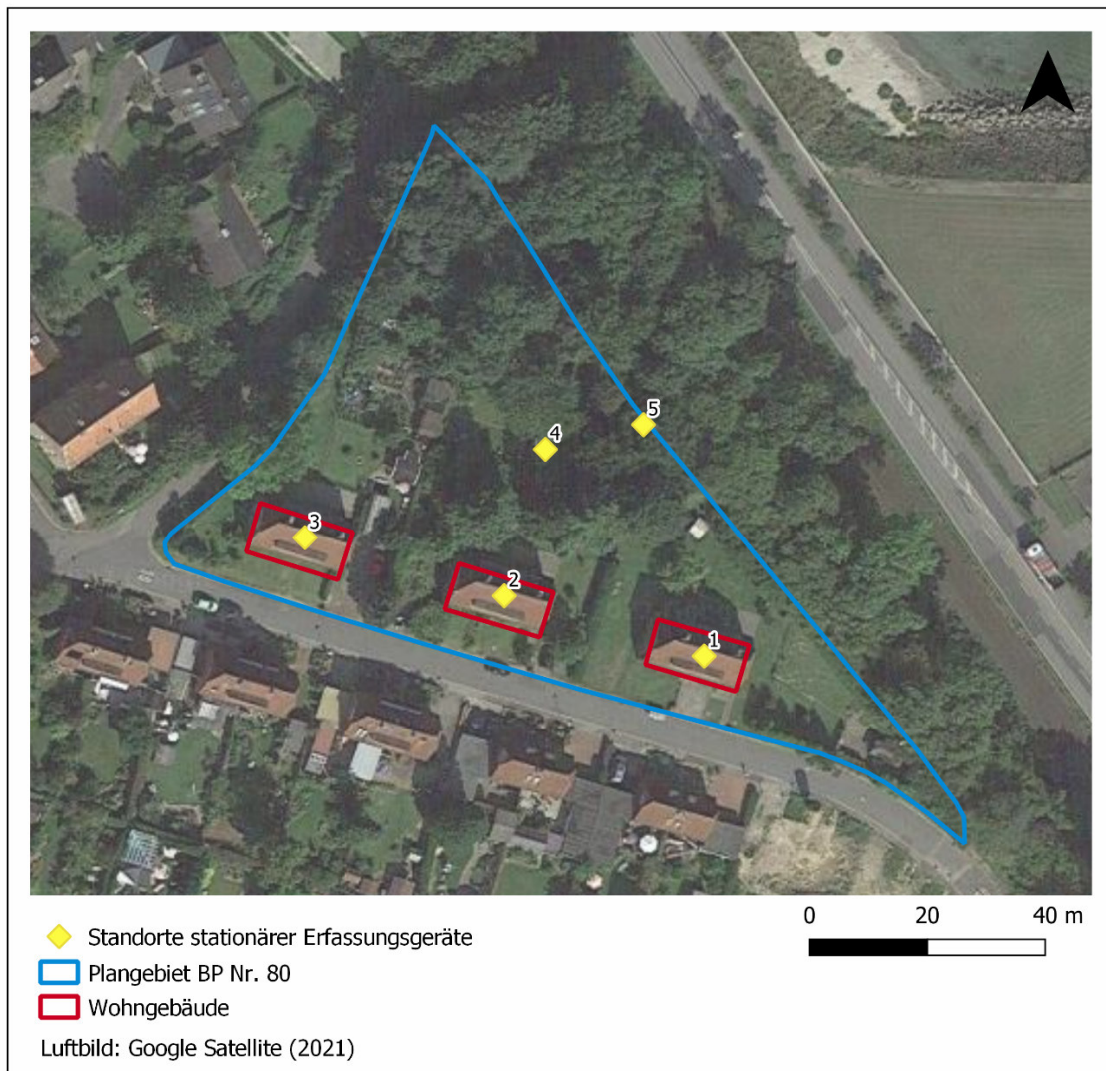 5
4
3
2
1
0 20 40 m
Standorte stationärer Erfassungsgeräte
Plangebiet BP Nr. 80
Wohngebäude
Luftbild: Google Satellite (2021)